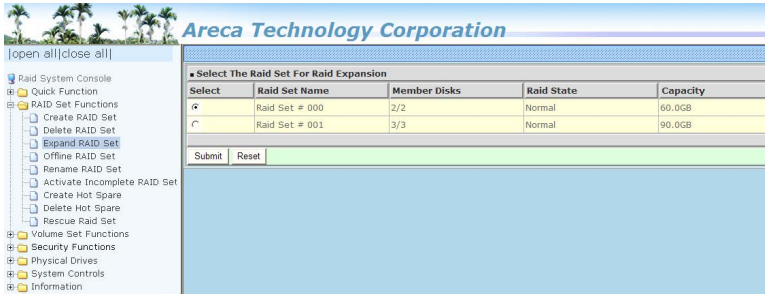 Areca Technology Corporation
|open all|close all|
Raid System Console
Quick Function
RAID Set Functions
Create RAID Set
Delete RAID Set
Expand RAID Set
Offline RAID Set
Rename RAID Set
Activate Incomplete RAID Set
Create Hot Spare
Delete Hot Spare
Rescue Raid Set
Volume Set Functions
Security Functions
Physical Drives
System Controls
Information
Select The Raid Set For Raid Expansion
Select Raid Set Name Member Disks Raid State Capacity
Raid Set # 000 2/2 Normal 60.0GB
Raid Set # 001 3/3 Normal 90.0GB
Submit Reset